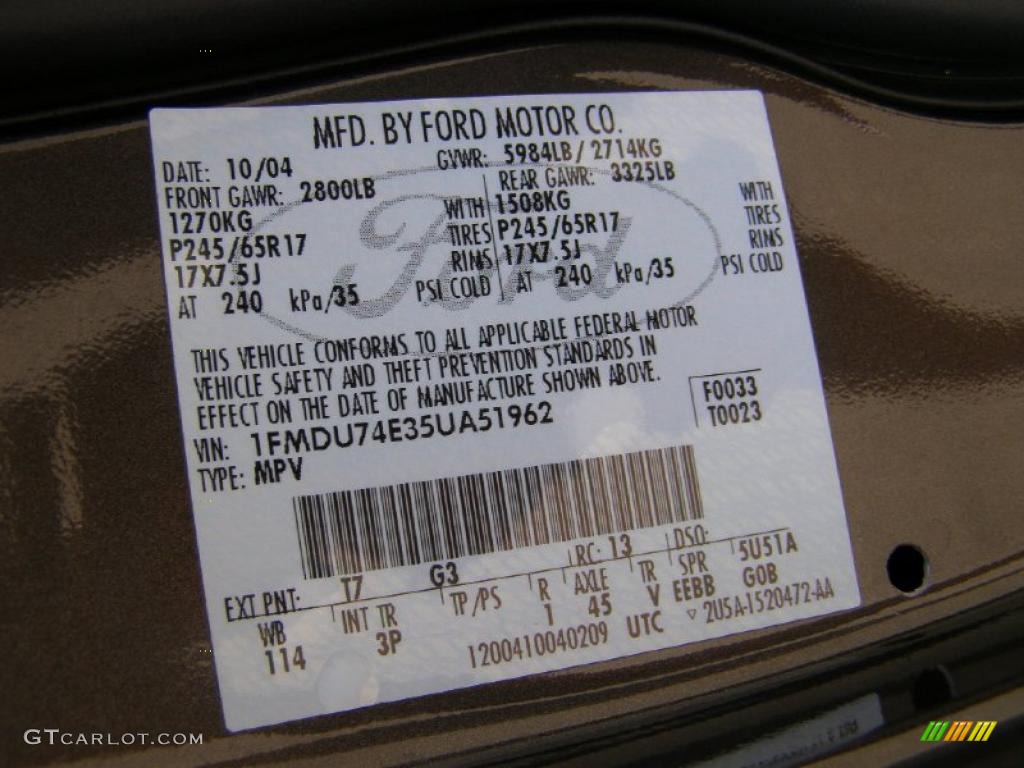 MFD. BY FORD MOTOR CO.
DATE: 10/04 GVWR: 5984LB/2714KG
FRONT GAWR: 2800LB REAR GAWR: 3325LB
1270KG WITH 1508KG WITH
P245/65R17 TIRES P245/65R17 TIRES
17X7.5J RIMS 17X7.5J RIMS
AT 240 kPa/35 PSI COLD AT 240 kPa/35 PSI COLD
Ford
THIS VEHICLE CONFORMS TO ALL APPLICABLE FEDERAL MOTOR
VEHICLE SAFETY AND THEFT PREVENTION STANDARDS IN
EFFECT ON THE DATE OF MANUFACTURE SHOWN ABOVE.
VIN: 1FMDU74E35UA51962
F0033
T0023
TYPE: MPV
EXT PNT: T7 G3 RC: 13 DSO: 5U51A
WB INT TR TP/PS R AXLE TR SPR G0B
114 3P 1 45 V EEBB
1200410040209 UTC ▽ 2U5A-1520472-AA
GTCARLOT.COM